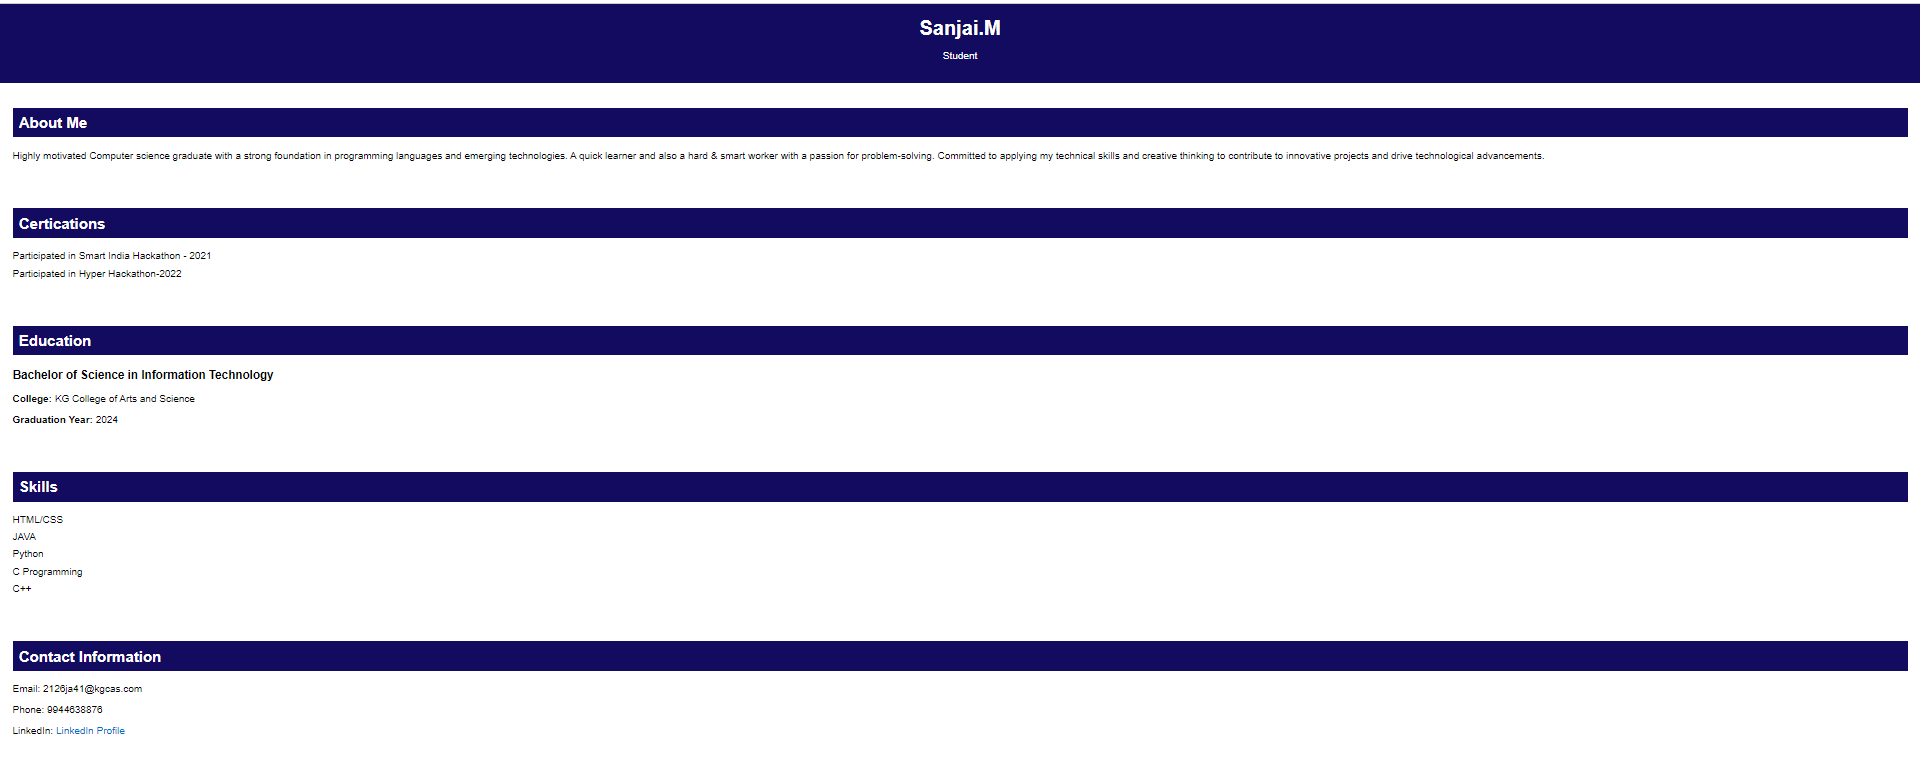 Sanjai.M
Student
About Me
Highly motivated Computer science graduate with a strong foundation in programming languages and emerging technologies. A quick learner and also a hard & smart worker with a passion for problem-solving. Committed to applying my technical skills and creative thinking to contribute to innovative projects and drive technological advancements.
Certications
Participated in Smart India Hackathon - 2021
Participated in Hyper Hackathon-2022
Education
Bachelor of Science in Information Technology
College: KG College of Arts and Science
Graduation Year: 2024
Skills
HTML/CSS
JAVA
Python
C Programming
C++
Contact Information
Email: 2126ja41@kgcas.com
Phone: 9944638876
LinkedIn: LinkedIn Profile